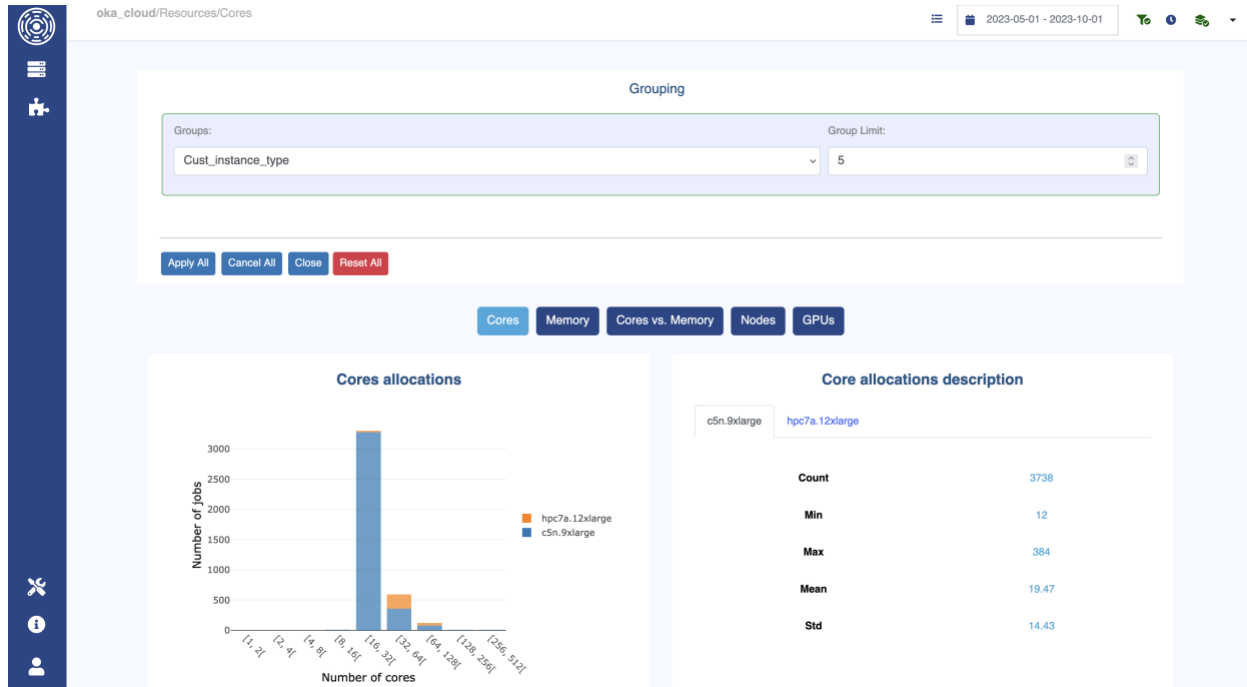 oka_cloud/Resources/Cores
2023-05-01 - 2023-10-01
Grouping
Groups:
Group Limit:
Cust_instance_type
5
Apply All
Cancel All
Close
Reset All
Cores
Memory
Cores vs. Memory
Nodes
GPUs
Cores allocations
3000
2500
2000
1500
1000
500
0
Number of jobs
[1, 2[
[2, 4[
[4, 8[
[8, 16[
[16, 32[
[32, 64[
[64, 128[
[128, 256[
[256, 512[
Number of cores
hpc7a.12xlarge
c5n.9xlarge
Core allocations description
c5n.9xlarge
hpc7a.12xlarge
Count 3738
Min 12
Max 384
Mean 19.47
Std 14.43